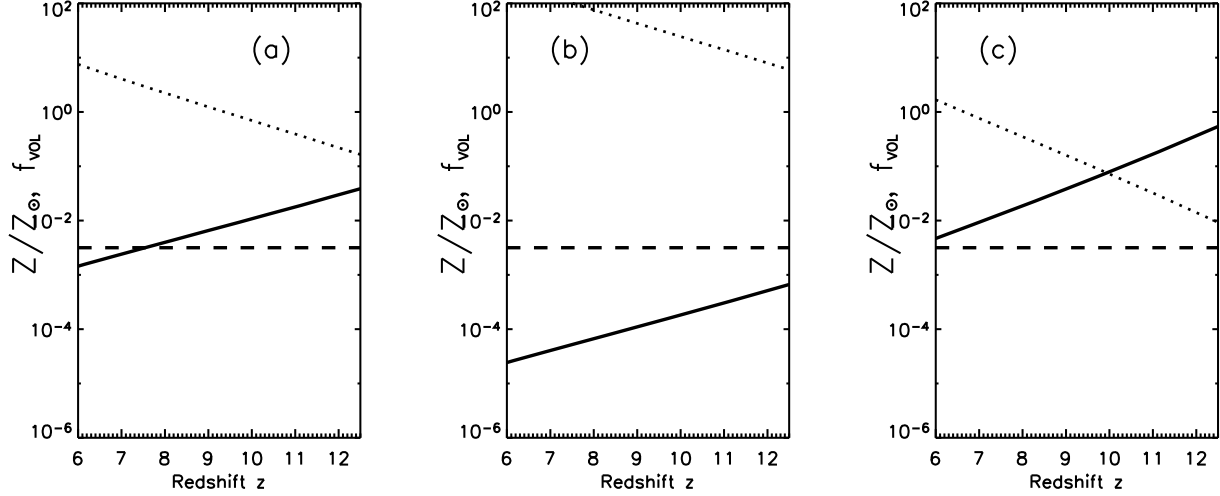 (a)
Z/Z⊙, fVOL
10² 10⁰ 10⁻² 10⁻⁴ 10⁻⁶
6 7 8 9 10 11 12
Redshift z
(b)
Z/Z⊙, fVOL
10² 10⁰ 10⁻² 10⁻⁴ 10⁻⁶
6 7 8 9 10 11 12
Redshift z
(c)
Z/Z⊙, fVOL
10² 10⁰ 10⁻² 10⁻⁴ 10⁻⁶
6 7 8 9 10 11 12
Redshift z